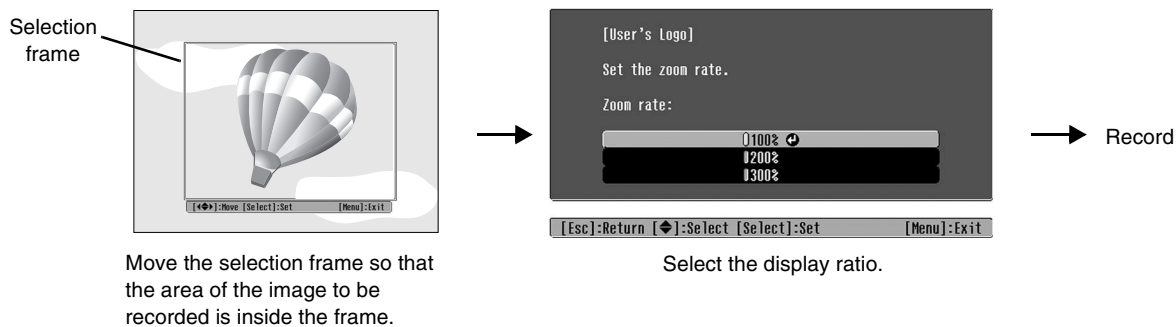 Selection
frame
[◀◆▶]:Move [Select]:Set [Menu]:Exit
Move the selection frame so that
the area of the image to be
recorded is inside the frame.
[User's Logo]
Set the zoom rate.
Zoom rate:
100%
200%
300%
[Esc]:Return [◆]:Select [Select]:Set [Menu]:Exit
Select the display ratio.
Record